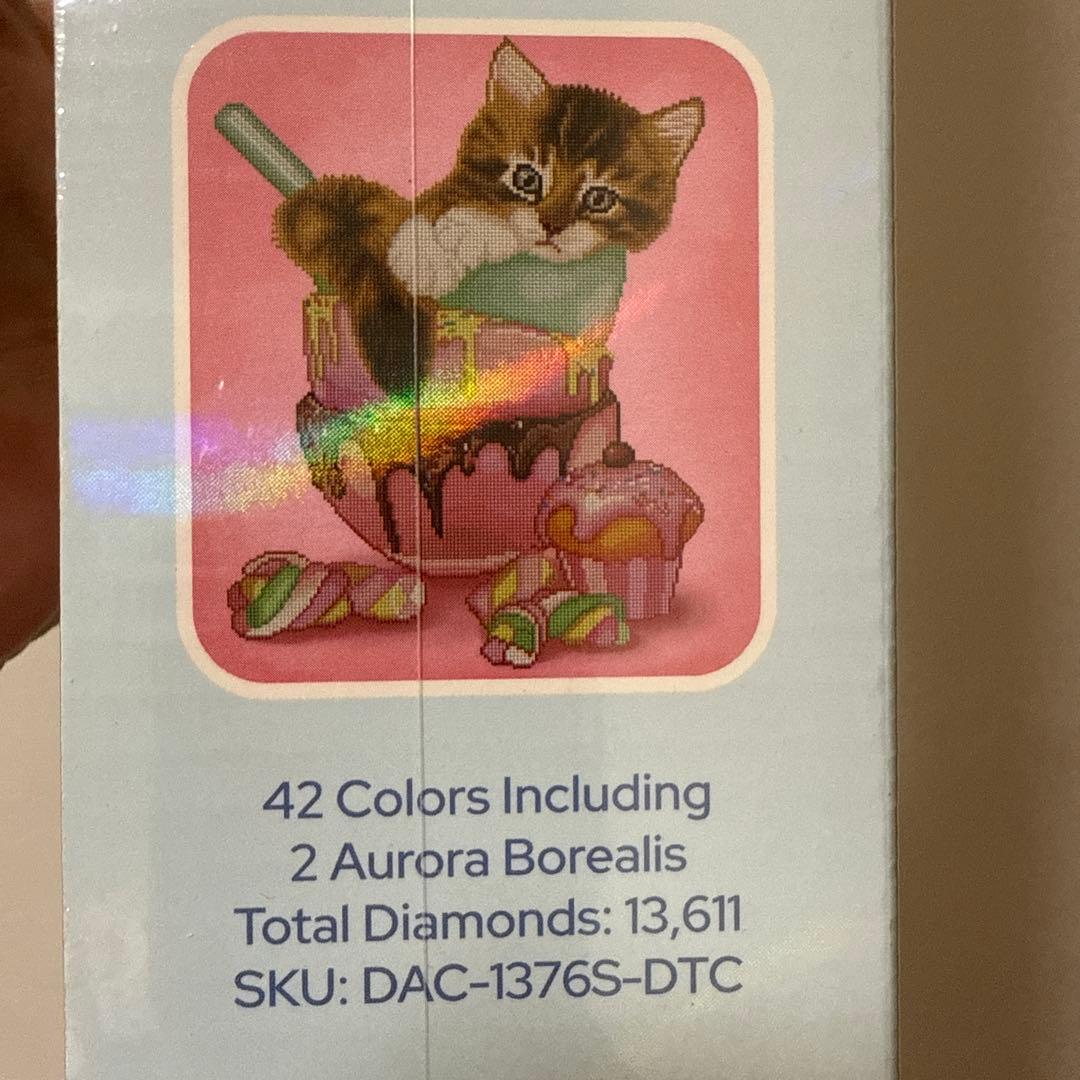 42 Colors Including
2 Aurora Borealis
Total Diamonds: 13,611
SKU: DAC-1376S-DTC